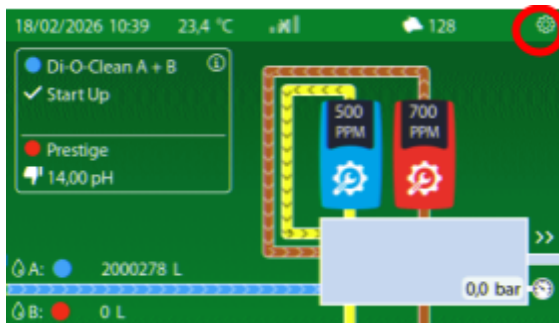 18/02/2026 10:39 23,4 °C 128
Di-O-Clean A + B
Start Up
Prestige
14,00 pH
500 PPM
700 PPM
A: 2000278 L
0,0 bar
B: 0 L